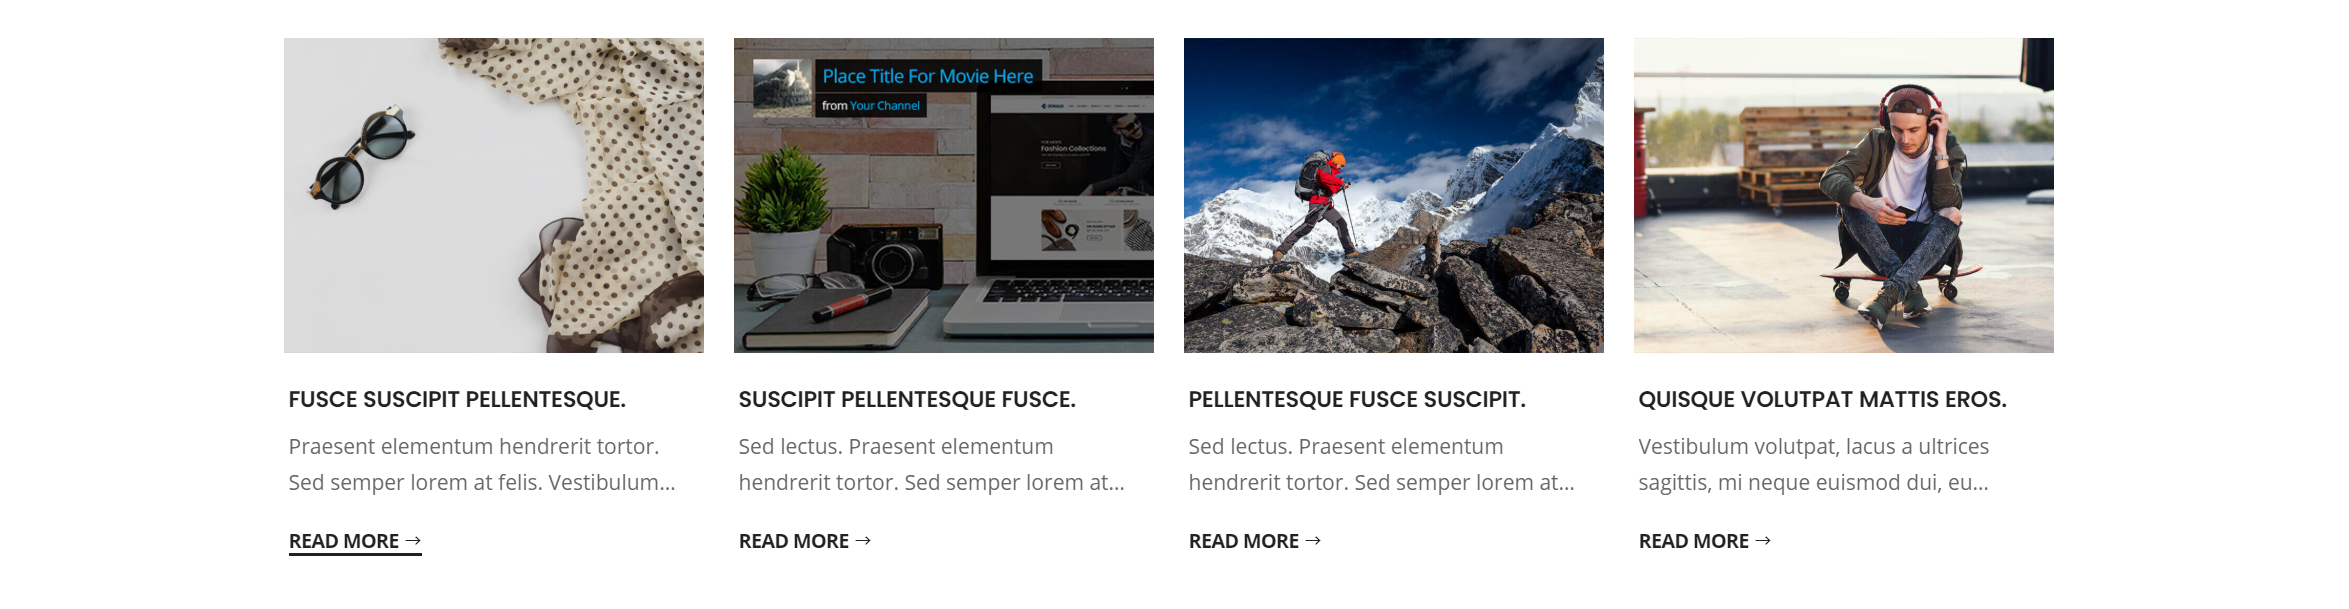 Place Title For Movie Here
from Your Channel
Fashion Collections
FUSCE SUSCIPIT PELLENTESQUE.
Praesent elementum hendrerit tortor.
Sed semper lorem at felis. Vestibulum...
READ MORE →
SUSCIPIT PELLENTESQUE FUSCE.
Sed lectus. Praesent elementum
hendrerit tortor. Sed semper lorem at...
READ MORE →
PELLENTESQUE FUSCE SUSCIPIT.
Sed lectus. Praesent elementum
hendrerit tortor. Sed semper lorem at...
READ MORE →
QUISQUE VOLUTPAT MATTIS EROS.
Vestibulum volutpat, lacus a ultrices
sagittis, mi neque euismod dui, eu...
READ MORE →